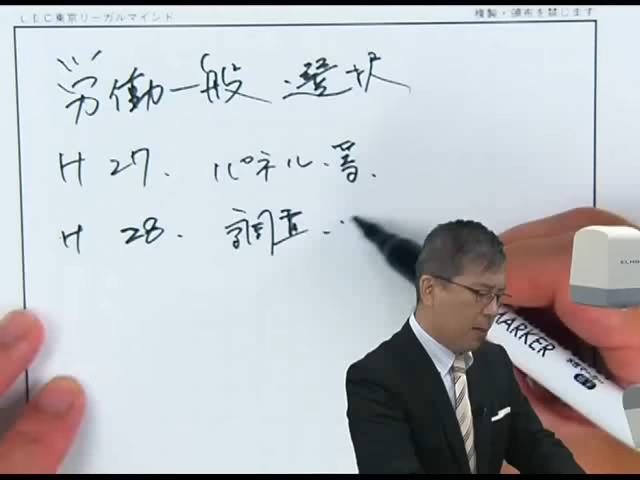 LEC東京リーガルマインド
複製・頒布を禁じます
労働一般 選択
H 27. パネル.
H 28. 調査.
ELMO
MARKER